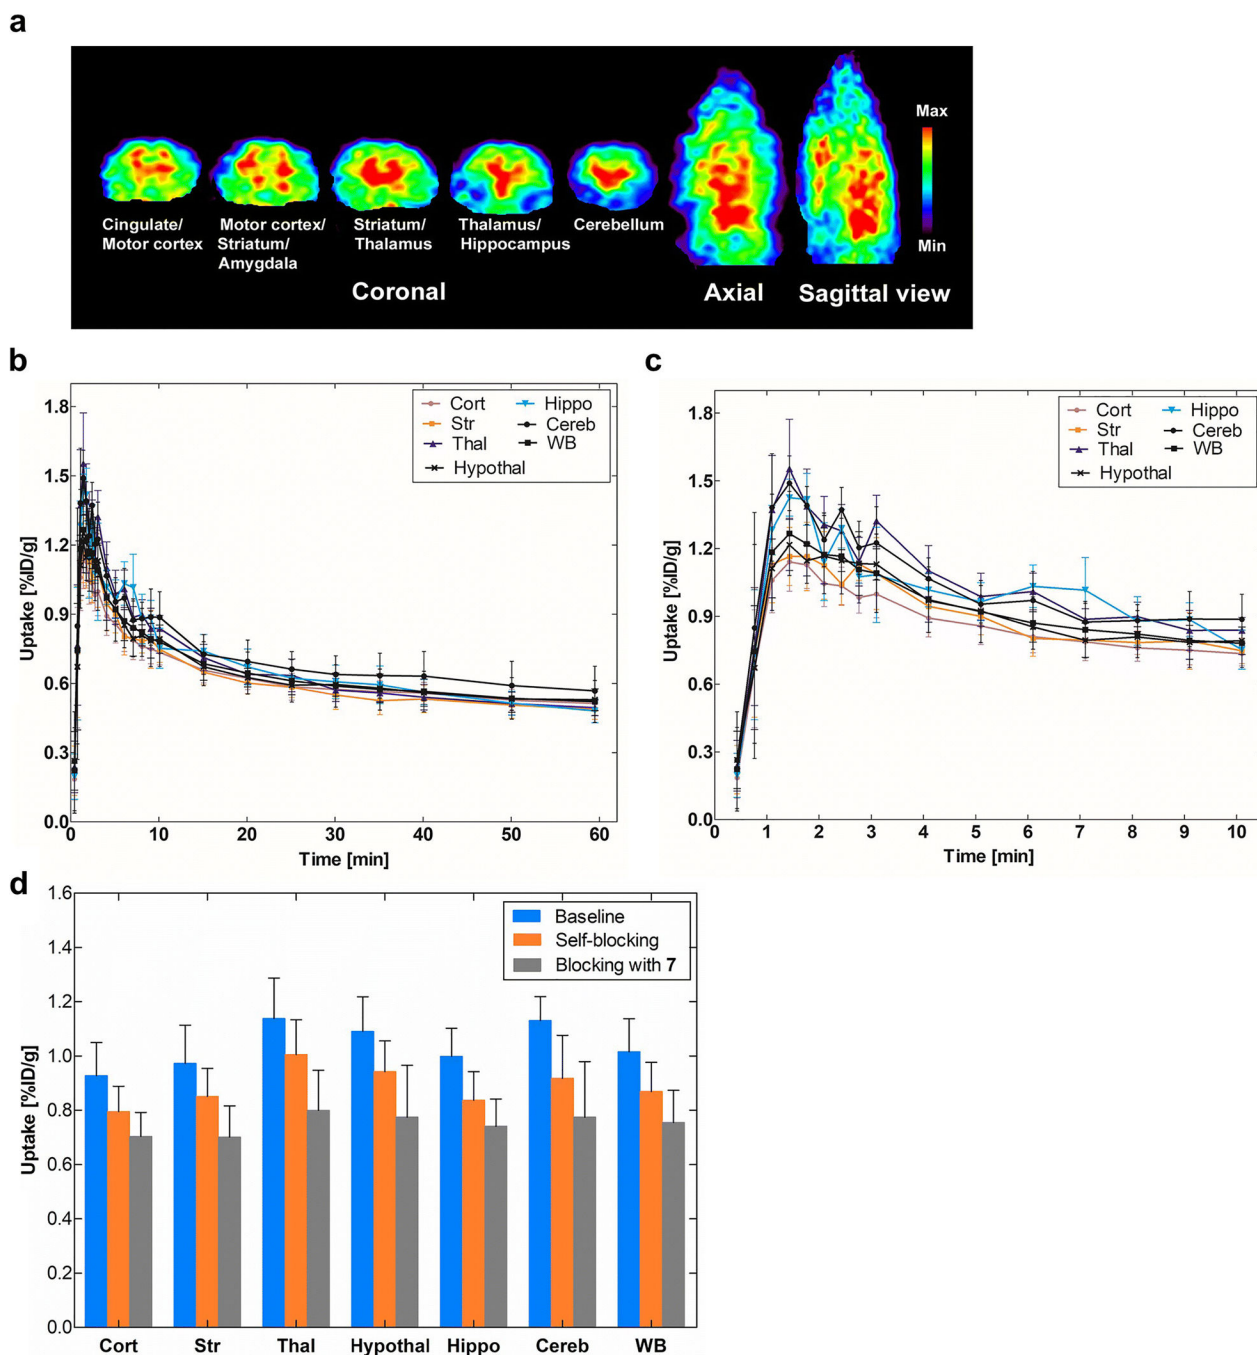 a
Max
Min
Cingulate/
Motor cortex
Motor cortex/
Striatum/
Amygdala
Striatum/
Thalamus
Thalamus/
Hippocampus
Cerebellum
Coronal
Axial
Sagittal view
b
Uptake [%ID/g]
1.8
1.5
1.2
0.9
0.6
0.3
0.0
0
10
20
30
40
50
60
Time [min]
Cort
Str
Thal
Hypothal
Hippo
Cereb
WB
c
Uptake [%ID/g]
1.8
1.5
1.2
0.9
0.6
0.3
0.0
0
1
2
3
4
5
6
7
8
9
10
Time [min]
Cort
Str
Thal
Hypothal
Hippo
Cereb
WB
d
Uptake [%ID/g]
1.6
1.4
1.2
1.0
0.8
0.6
0.4
0.2
0.0
Baseline
Self-blocking
Blocking with 7
Cort
Str
Thal
Hypothal
Hippo
Cereb
WB